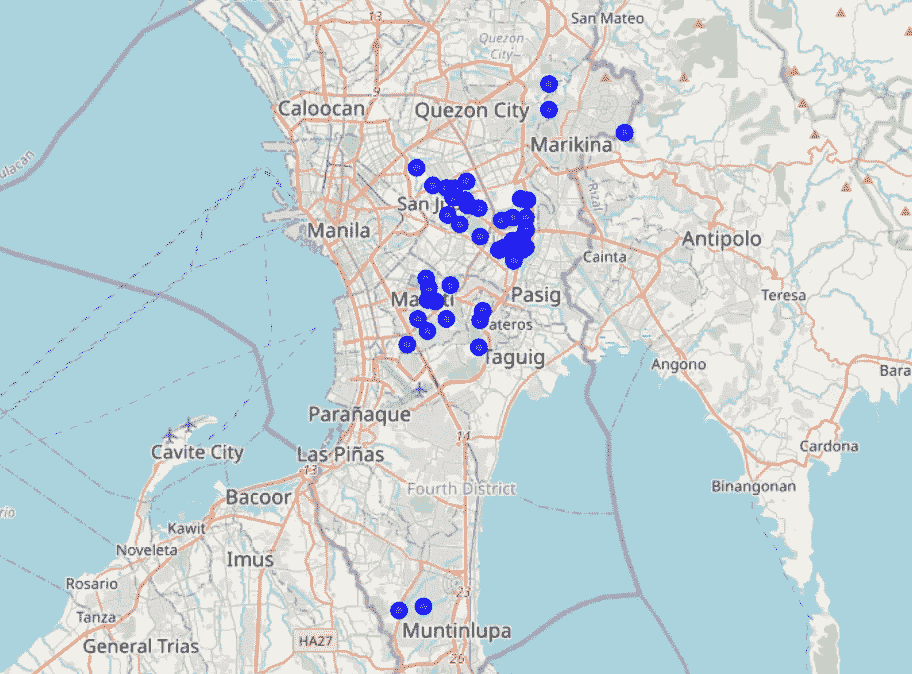 San Mateo
13
Quezon
City
9
Caloocan
Quezon City
Marikina
ulacan
Rizal
San Ju
Manila
Antipolo
Cainta
Teresa
Pasig
ateros
Taguig
Angono
Bara
Parañaque
14
Cardona
Cavite City
Las Piñas
13
Fourth District
Binangonan
Bacoor
Kawit
Noveleta
Imus
Rosario
23
Tanza
Muntinlupa
HA27
General Trias
26